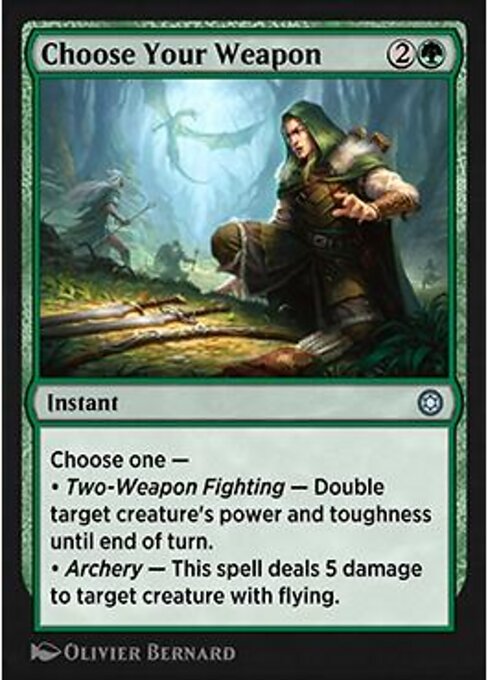 Choose Your Weapon 2
Instant
Choose one —
• Two-Weapon Fighting — Double
target creature's power and toughness
until end of turn.
• Archery — This spell deals 5 damage
to target creature with flying.
OLIVIER BERNARD